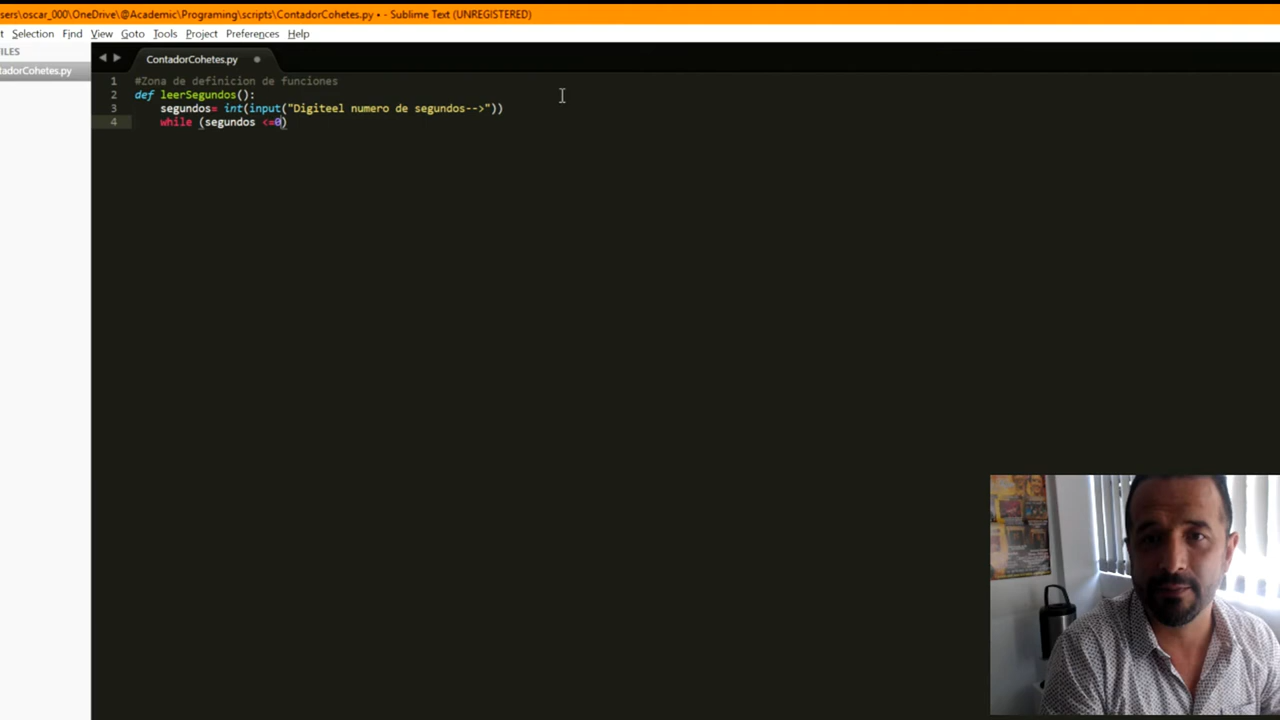 sers\oscar_000\OneDrive\@Academic\Programing\scripts\ContadorCohetes.py • - Sublime Text (UNREGISTERED)
t Selection Find View Goto Tools Project Preferences Help
FILES
tadorCohetes.py
ContadorCohetes.py
1 #Zona de definicion de funciones
2 def leerSegundos():
3 segundos= int(input("Digiteel numero de segundos-->"))
4 while (segundos <=0)